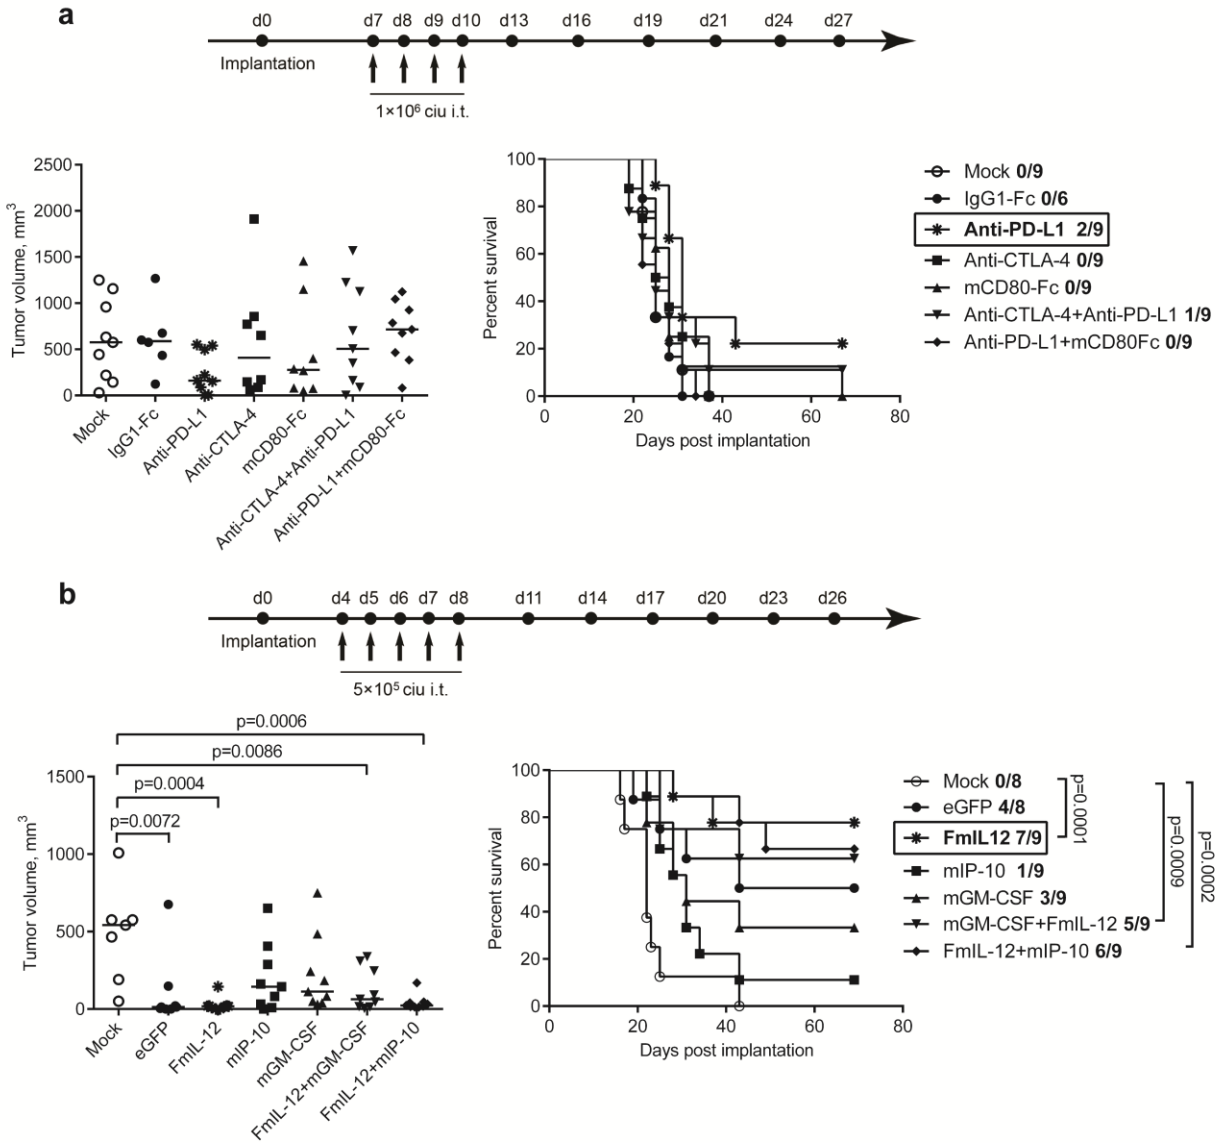 a
d0 d7 d8 d9 d10 d13 d16 d19 d21 d24 d27
Implantation
1×10⁶ ciu i.t.
Tumor volume, mm³
2500
2000
1500
1000
500
0
Mock
IgG1-Fc
Anti-PD-L1
Anti-CTLA-4
mCD80-Fc
Anti-CTLA-4+Anti-PD-L1
Anti-PD-L1+mCD80-Fc
Percent survival
100
80
60
40
20
0
0 20 40 60 80
Days post implantation
Mock 0/9
IgG1-Fc 0/6
Anti-PD-L1 2/9
Anti-CTLA-4 0/9
mCD80-Fc 0/9
Anti-CTLA-4+Anti-PD-L1 1/9
Anti-PD-L1+mCD80Fc 0/9
b
d0 d4 d5 d6 d7 d8 d11 d14 d17 d20 d23 d26
Implantation
5×10⁵ ciu i.t.
p=0.0006
p=0.0086
p=0.0004
p=0.0072
Tumor volume, mm³
1500
1000
500
0
Mock
eGFP
FmIL-12
mIP-10
mGM-CSF
FmIL-12+mGM-CSF
FmIL-12+mIP-10
Percent survival
100
80
60
40
20
0
0 20 40 60 80
Days post implantation
Mock 0/8
eGFP 4/8
FmIL12 7/9
mIP-10 1/9
mGM-CSF 3/9
mGM-CSF+FmIL-12 5/9
FmIL-12+mIP-10 6/9
p=0.0001
p=0.0009
p=0.0002